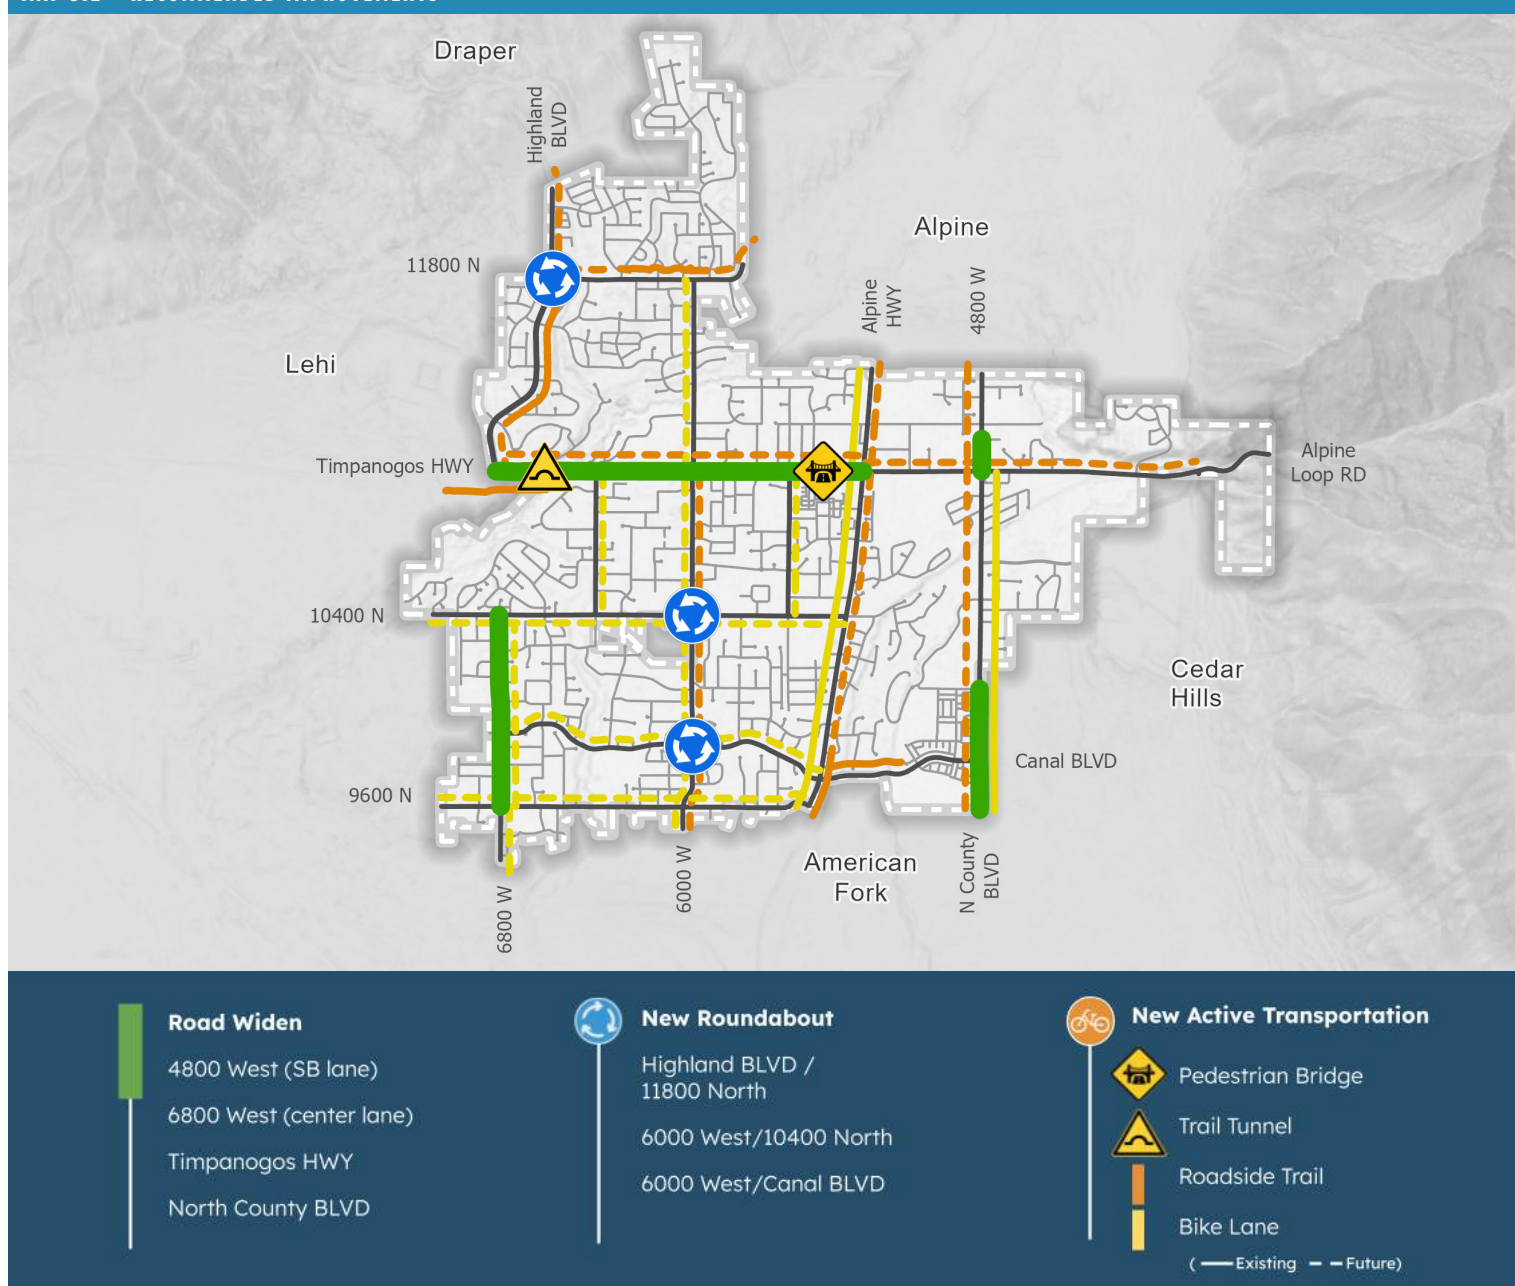 Draper
Highland
BLVD
Alpine
11800 N
Alpine
HWY
4800 W
Lehi
Timpanogos HWY
Alpine
Loop RD
10400 N
Cedar
Hills
Canal BLVD
9600 N
American
Fork
6000 W
N County
BLVD
6800 W
Road Widen
4800 West (SB lane)
6800 West (center lane)
Timpanogos HWY
North County BLVD
New Roundabout
Highland BLVD /
11800 North
6000 West/10400 North
6000 West/Canal BLVD
New Active Transportation
Pedestrian Bridge
Trail Tunnel
Roadside Trail
Bike Lane
( Existing Future)